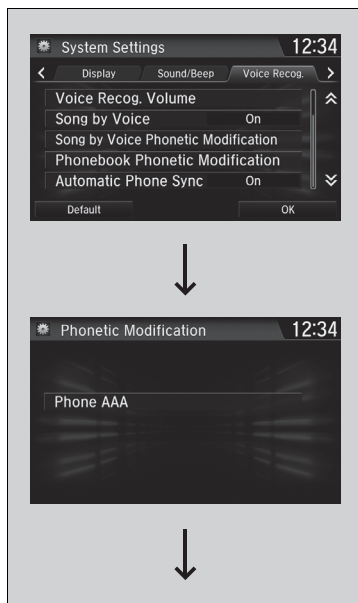 System Settings 12:34
Display Sound/Beep Voice Recog.
Voice Recog. Volume
Song by Voice On
Song by Voice Phonetic Modification
Phonebook Phonetic Modification
Automatic Phone Sync On
Default OK
Phonetic Modification 12:34
Phone AAA